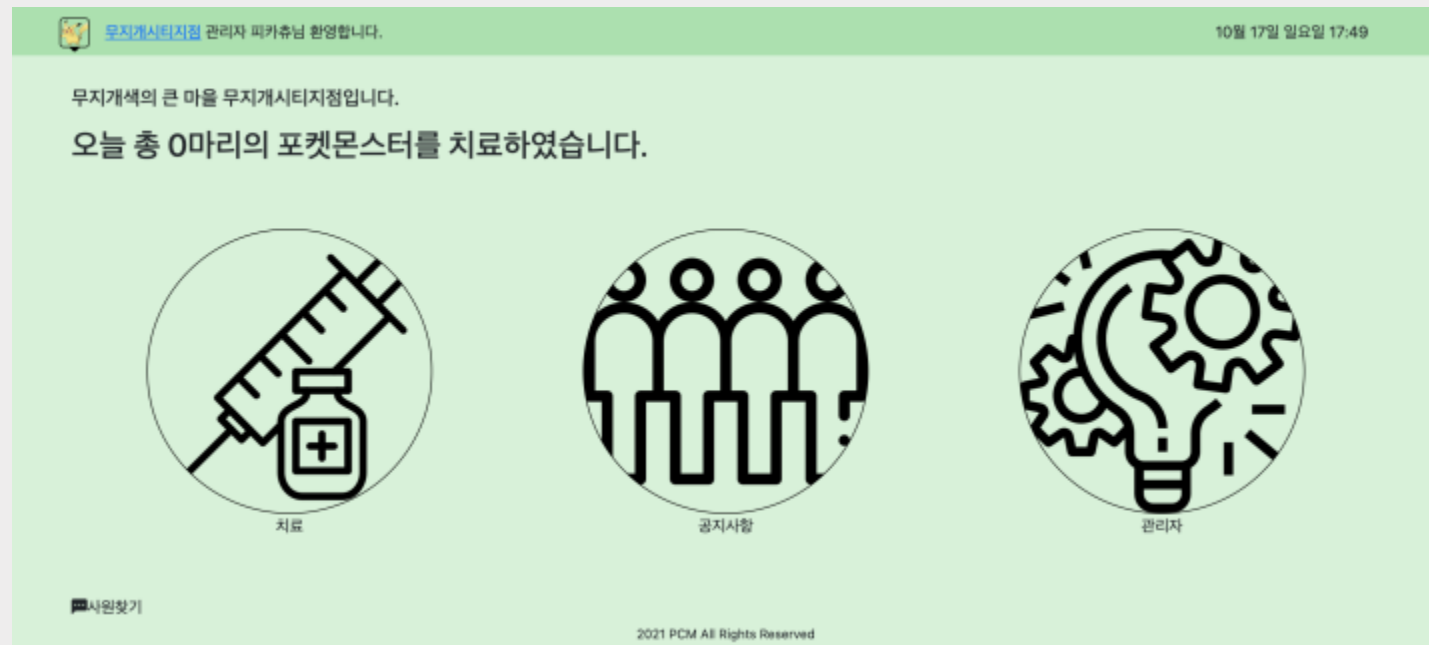 무지개시티지점 관리자 피카츄님 환영합니다.
10월 17일 일요일 17:49
무지개색의 큰 마을 무지개시티지점입니다.
오늘 총 0마리의 포켓몬스터를 치료하였습니다.
치료
공지사항
관리자
사원찾기
2021 PCM All Rights Reserved